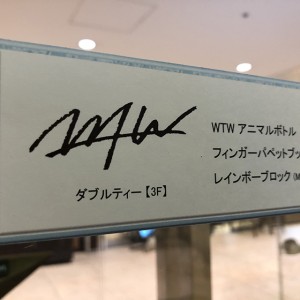 WTW
ダブルティー【3F】
WTW アニマルボトル
フィンガーパペットブッ
レインボーブロック (M